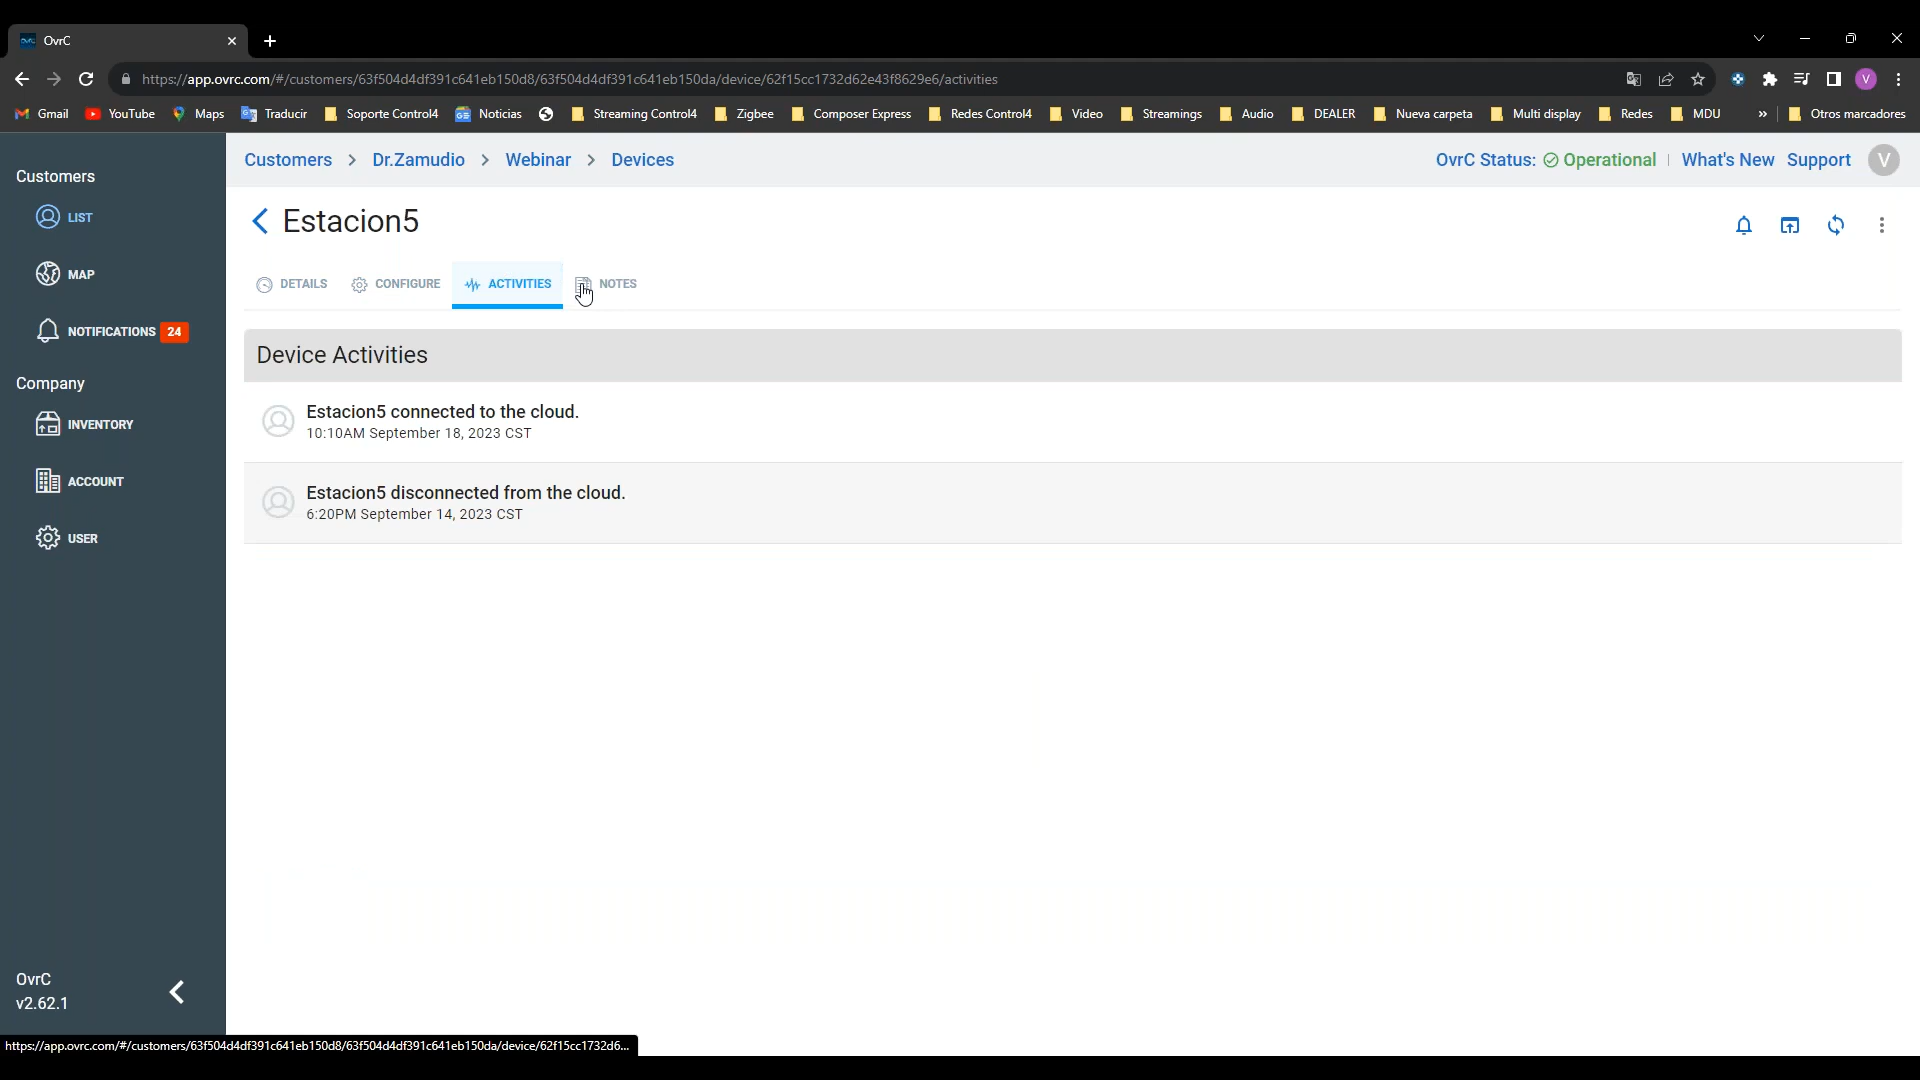 OvrC
https://app.ovrc.com/#/customers/63f504d4df391c641eb150d8/63f504d4df391c641eb150da/device/62f15cc1732d62e43f8629e6/activities
V
Gmail YouTube Maps Traducir Soporte Control4 Noticias Streaming Control4 Zigbee Composer Express Redes Control4 Video Streamings Audio DEALER Nueva carpeta Multi display Redes MDU » Otros marcadores
Customers > Dr.Zamudio > Webinar > Devices
OvrC Status: Operational | What's New Support V
Customers
LIST
MAP
NOTIFICATIONS 24
Company
INVENTORY
ACCOUNT
USER
OvrC
v2.62.1
Estacion5
DETAILS CONFIGURE ACTIVITIES NOTES
Device Activities
Estacion5 connected to the cloud.
10:10AM September 18, 2023 CST
Estacion5 disconnected from the cloud.
6:20PM September 14, 2023 CST
https://app.ovrc.com/#/customers/63f504d4df391c641eb150d8/63f504d4df391c641eb150da/device/62f15cc1732d6...